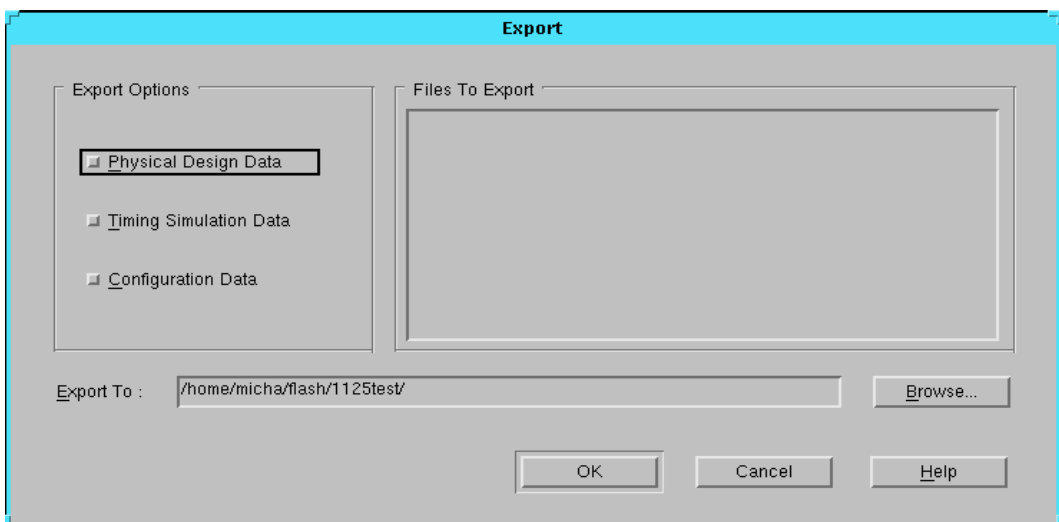 Export
Export Options
Files To Export
Physical Design Data
Timing Simulation Data
Configuration Data
Export To :
/home/micha/flash/1125test/
Browse...
OK
Cancel
Help